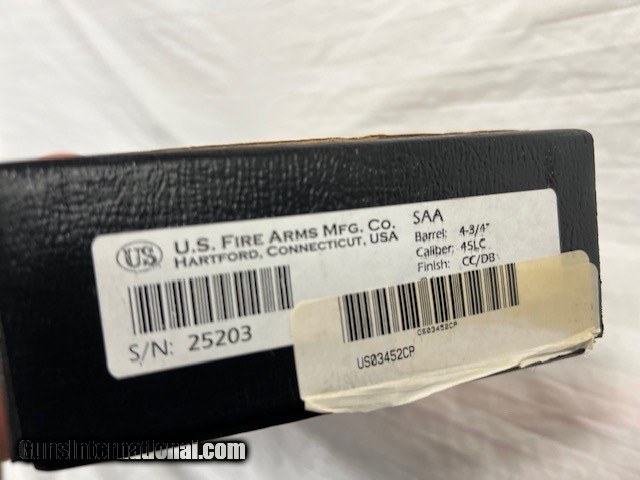 US
U.S. FIRE ARMS MFG. CO.
HARTFORD, CONNECTICUT, USA
S/N: 25203
SAA
Barrel: 4-3/4"
Caliber: 45LC
Finish: CC/DB
US03452CP
US03452CP
GunsInternational.com